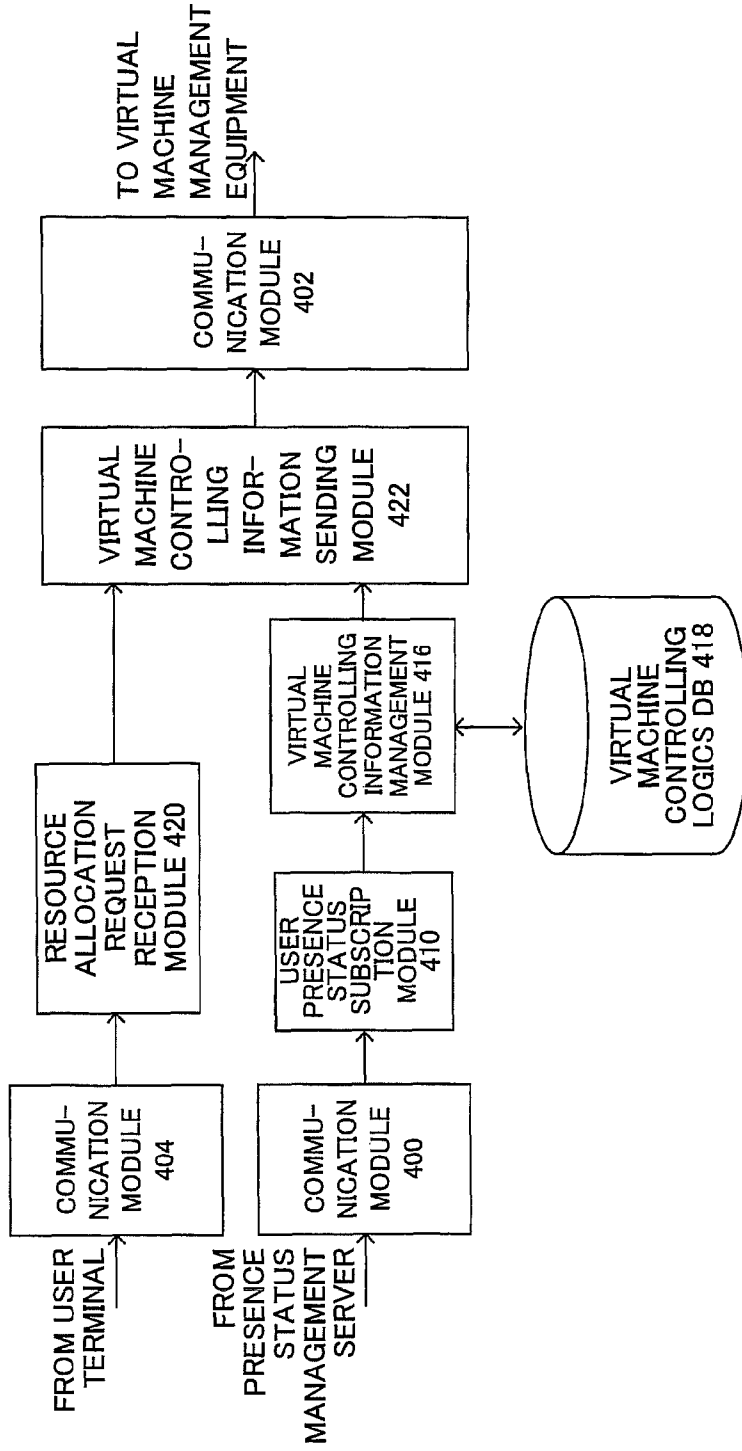 FROM USER
TERMINAL
COMMU-
NICATION
MODULE
404
RESOURCE
ALLOCATION
REQUEST
RECEPTION
MODULE 420
FROM
PRESENCE
STATUS
MANAGEMENT
SERVER
COMMU-
NICATION
MODULE
400
USER
PRESENCE
STATUS
SUBSCRIP
TION
MODULE
410
VIRTUAL
MACHINE
CONTROLLING
INFORMATION
MANAGEMENT
MODULE 416
VIRTUAL
MACHINE
CONTROLLING
LOGICS DB 418
VIRTUAL
MACHINE
CONTRO-
LLING
INFOR-
MATION
SENDING
MODULE
422
COMMU-
NICATION
MODULE
402
TO VIRTUAL
MACHINE
MANAGEMENT
EQUIPMENT